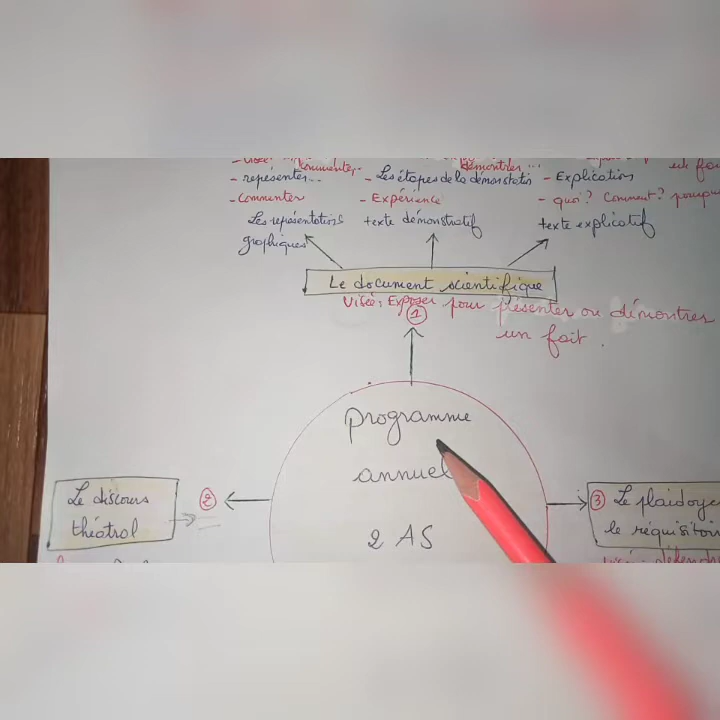 - représenter... - Les étapes de la démonstration - Explication
- Commenter - Expérience - quoi? Comment? pourquoi
Les représentations texte démonstratif texte explicatif
graphiques
Le document scientifique
Visée: Exposer pour présenter ou démontrer
un fait.
1
programme
annuel
2 AS
Le discours
théâtral
2
3 Le plaidoyer
le réquisitoire